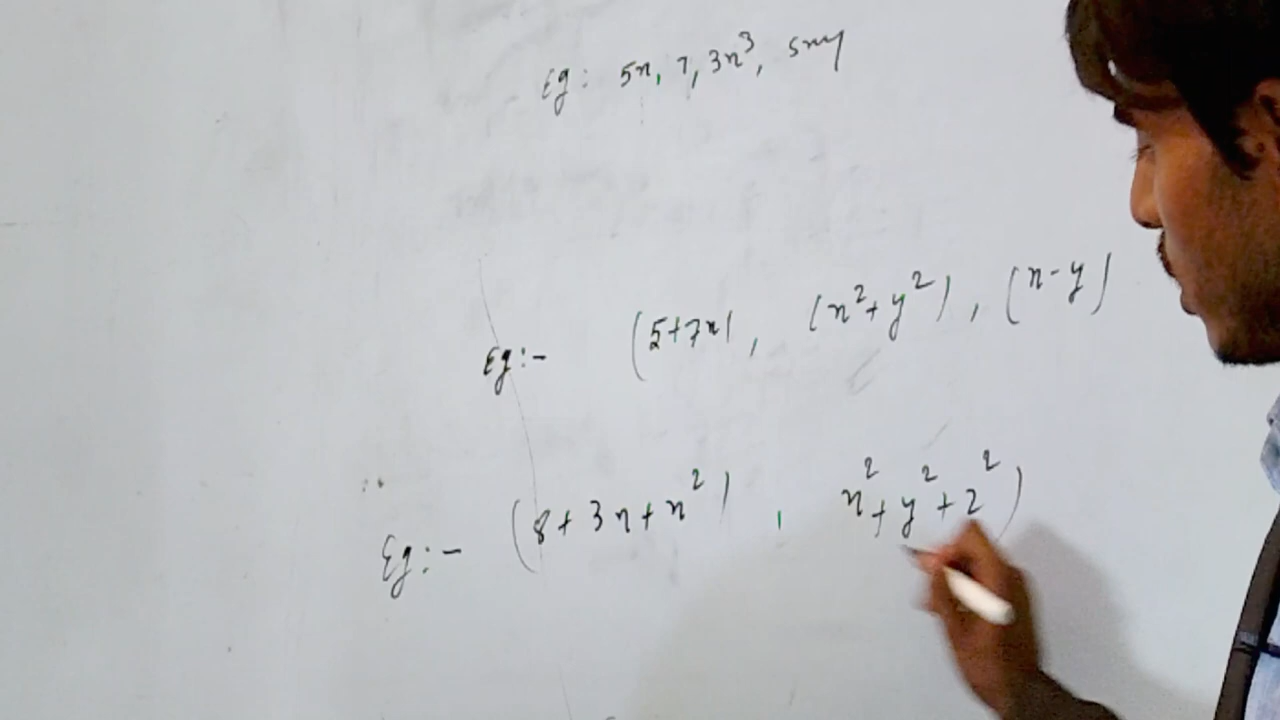 Eg: 5x, 7, 3x³, 5xy
Eg:- (5+7x), (x²+y²), (x-y)
Eg:- (8+3x+x²), x²+y²+z²)